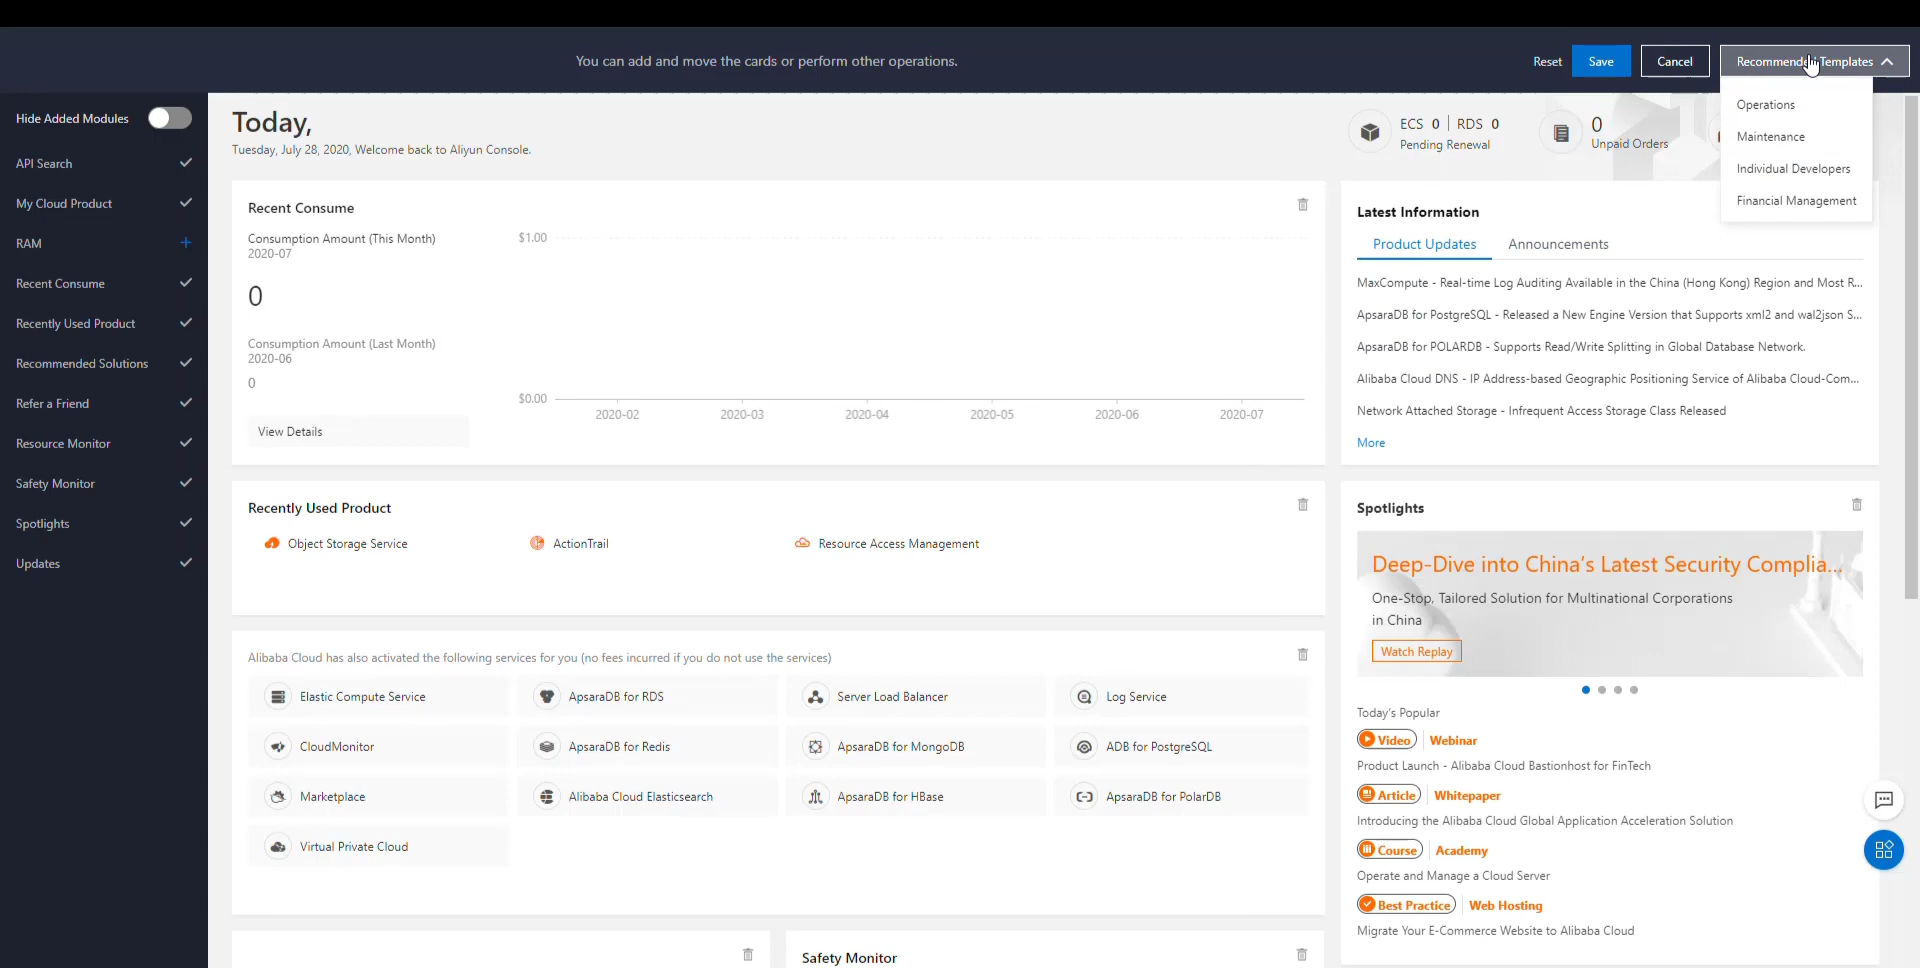 You can add and move the cards or perform other operations.
Reset
Save
Cancel
Recommended Templates
Operations
Maintenance
Individual Developers
Financial Management
Hide Added Modules
API Search
My Cloud Product
RAM
Recent Consume
Recently Used Product
Recommended Solutions
Refer a Friend
Resource Monitor
Safety Monitor
Spotlights
Updates
Today,
Tuesday, July 28, 2020, Welcome back to Aliyun Console.
ECS 0 | RDS 0
Pending Renewal
0
Unpaid Orders
Recent Consume
Consumption Amount (This Month)
2020-07
0
Consumption Amount (Last Month)
2020-06
0
View Details
$1.00
$0.00
2020-02 2020-03 2020-04 2020-05 2020-06 2020-07
Latest Information
Product Updates Announcements
MaxCompute - Real-time Log Auditing Available in the China (Hong Kong) Region and Most R...
ApsaraDB for PostgreSQL - Released a New Engine Version that Supports xml2 and wal2json S...
ApsaraDB for POLARDB - Supports Read/Write Splitting in Global Database Network.
Alibaba Cloud DNS - IP Address-based Geographic Positioning Service of Alibaba Cloud-Com...
Network Attached Storage - Infrequent Access Storage Class Released
More
Recently Used Product
Object Storage Service ActionTrail Resource Access Management
Alibaba Cloud has also activated the following services for you (no fees incurred if you do not use the services)
Elastic Compute Service ApsaraDB for RDS Server Load Balancer Log Service
CloudMonitor ApsaraDB for Redis ApsaraDB for MongoDB ADB for PostgreSQL
Marketplace Alibaba Cloud Elasticsearch ApsaraDB for HBase ApsaraDB for PolarDB
Virtual Private Cloud
Safety Monitor
Spotlights
Deep-Dive into China's Latest Security Complia...
One-Stop, Tailored Solution for Multinational Corporations
in China
Watch Replay
Today's Popular
Video | Webinar
Product Launch - Alibaba Cloud Bastionhost for FinTech
Article | Whitepaper
Introducing the Alibaba Cloud Global Application Acceleration Solution
Course | Academy
Operate and Manage a Cloud Server
Best Practice | Web Hosting
Migrate Your E-Commerce Website to Alibaba Cloud